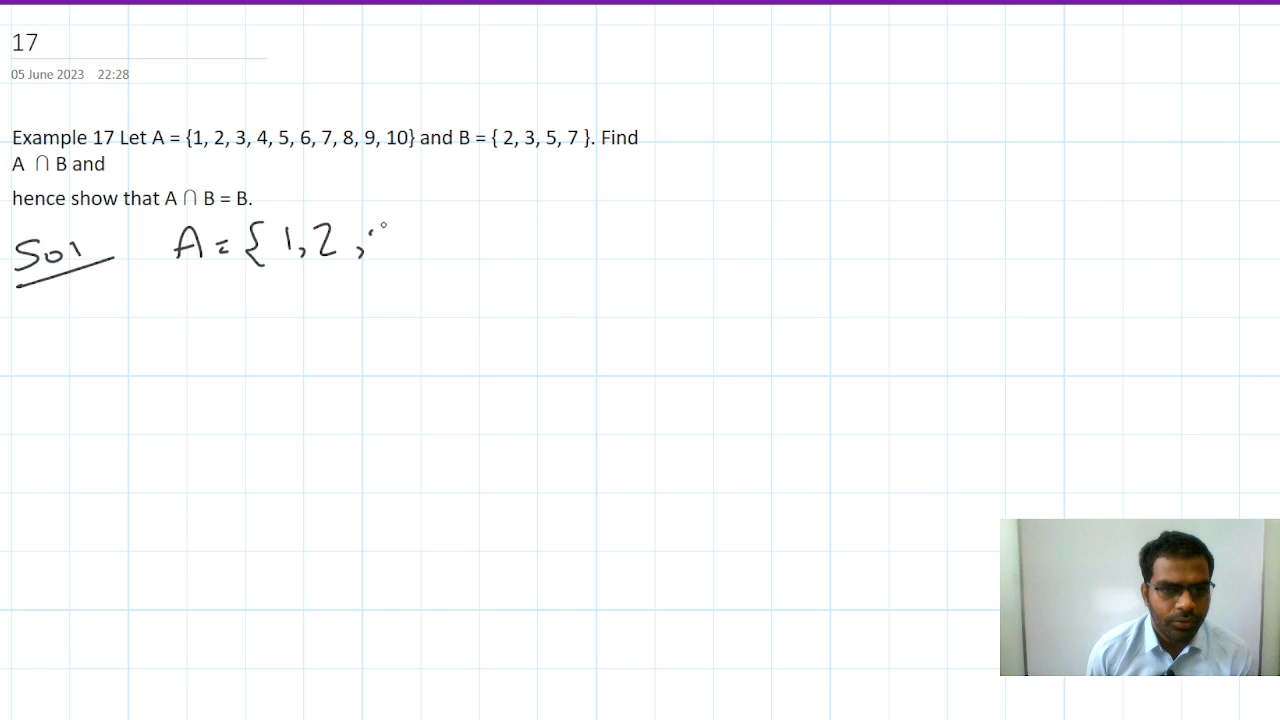 17
05 June 2023 22:28
Example 17 Let A = {1, 2, 3, 4, 5, 6, 7, 8, 9, 10} and B = { 2, 3, 5, 7 }. Find
A ∩ B and
hence show that A ∩ B = B.
Sol A = { 1, 2 ,